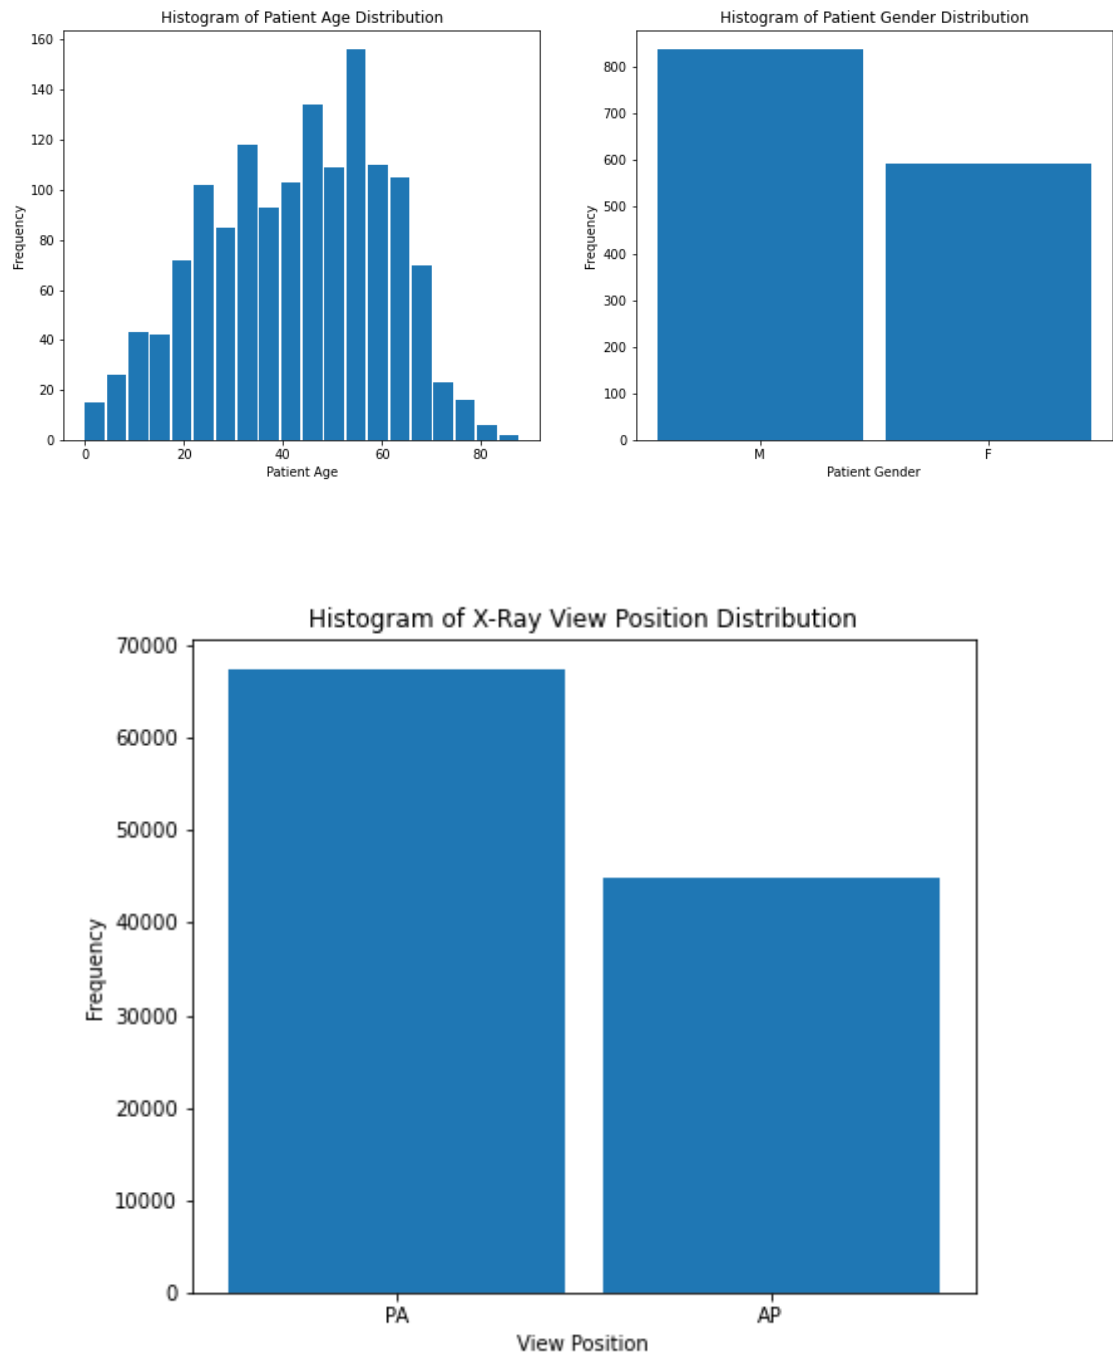 Histogram of Patient Age Distribution
160
140
120
100
80
60
40
20
0
Frequency
0 20 40 60 80
Patient Age
Histogram of Patient Gender Distribution
800
700
600
500
400
300
200
100
0
Frequency
M F
Patient Gender
Histogram of X-Ray View Position Distribution
70000
60000
50000
40000
30000
20000
10000
0
Frequency
PA AP
View Position